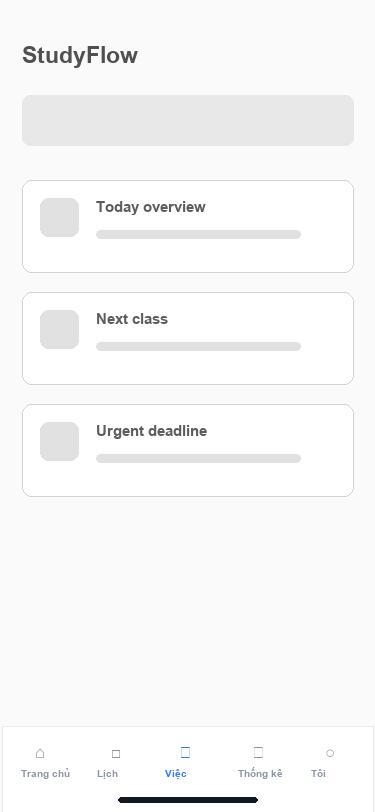 StudyFlow
Today overview
Next class
Urgent deadline
Trang chủ Lịch Việc Thống kê Tôi